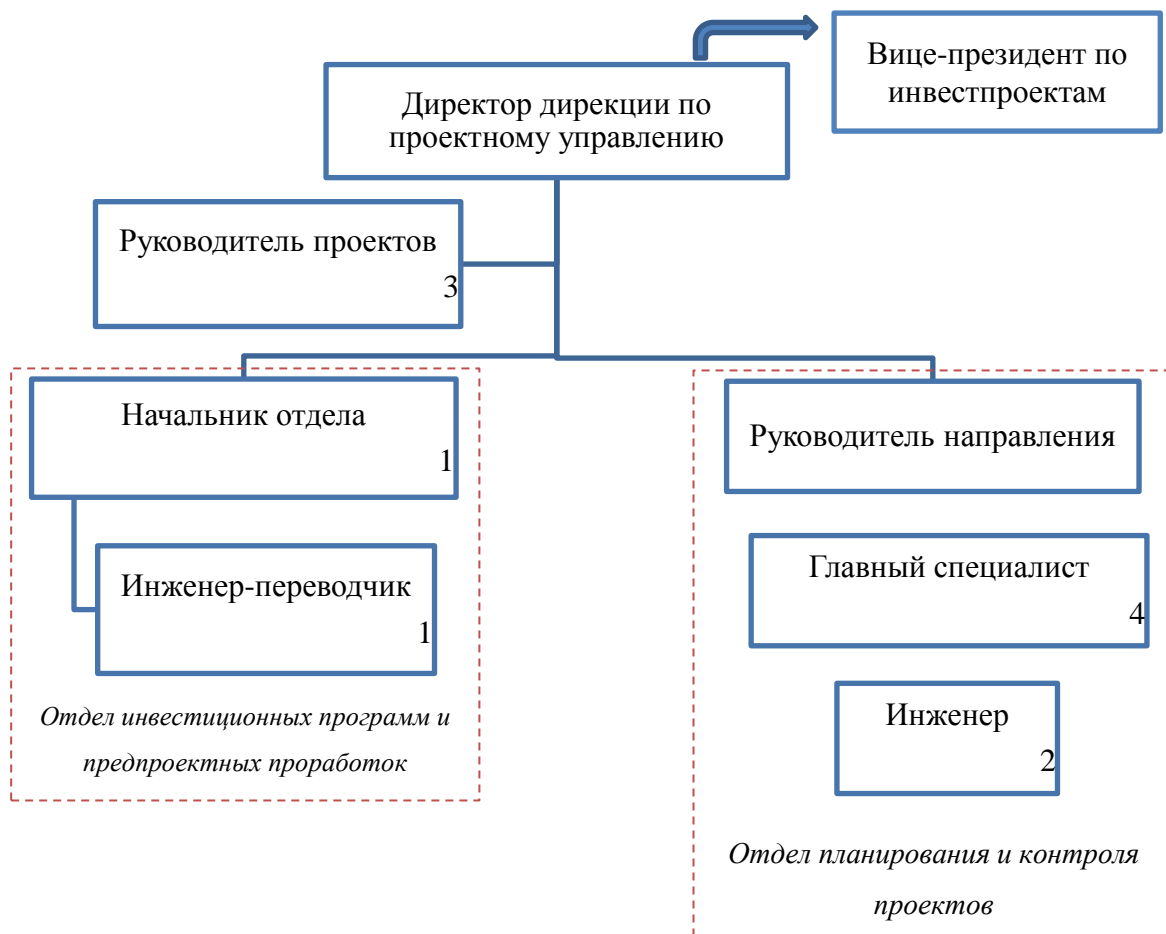 Вице-президент по
инвестпроектам
Директор дирекции по
проектному управлению
Руководитель проектов
3
Начальник отдела
1
Инженер-переводчик
1
Отдел инвестиционных программ и
предпроектных проработок
Руководитель направления
Главный специалист
4
Инженер
2
Отдел планирования и контроля
проектов